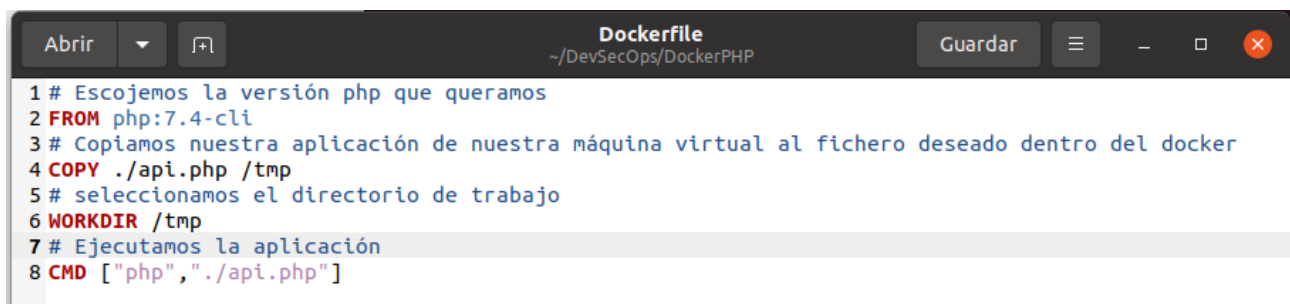 Abrir
Dockerfile
~/DevSecOps/DockerPHP
Guardar
1 # Escojemos la versión php que queramos
2 FROM php:7.4-cli
3 # Copiamos nuestra aplicación de nuestra máquina virtual al fichero deseado dentro del docker
4 COPY ./api.php /tmp
5 # seleccionamos el directorio de trabajo
6 WORKDIR /tmp
7 # Ejecutamos la aplicación
8 CMD ["php","./api.php"]